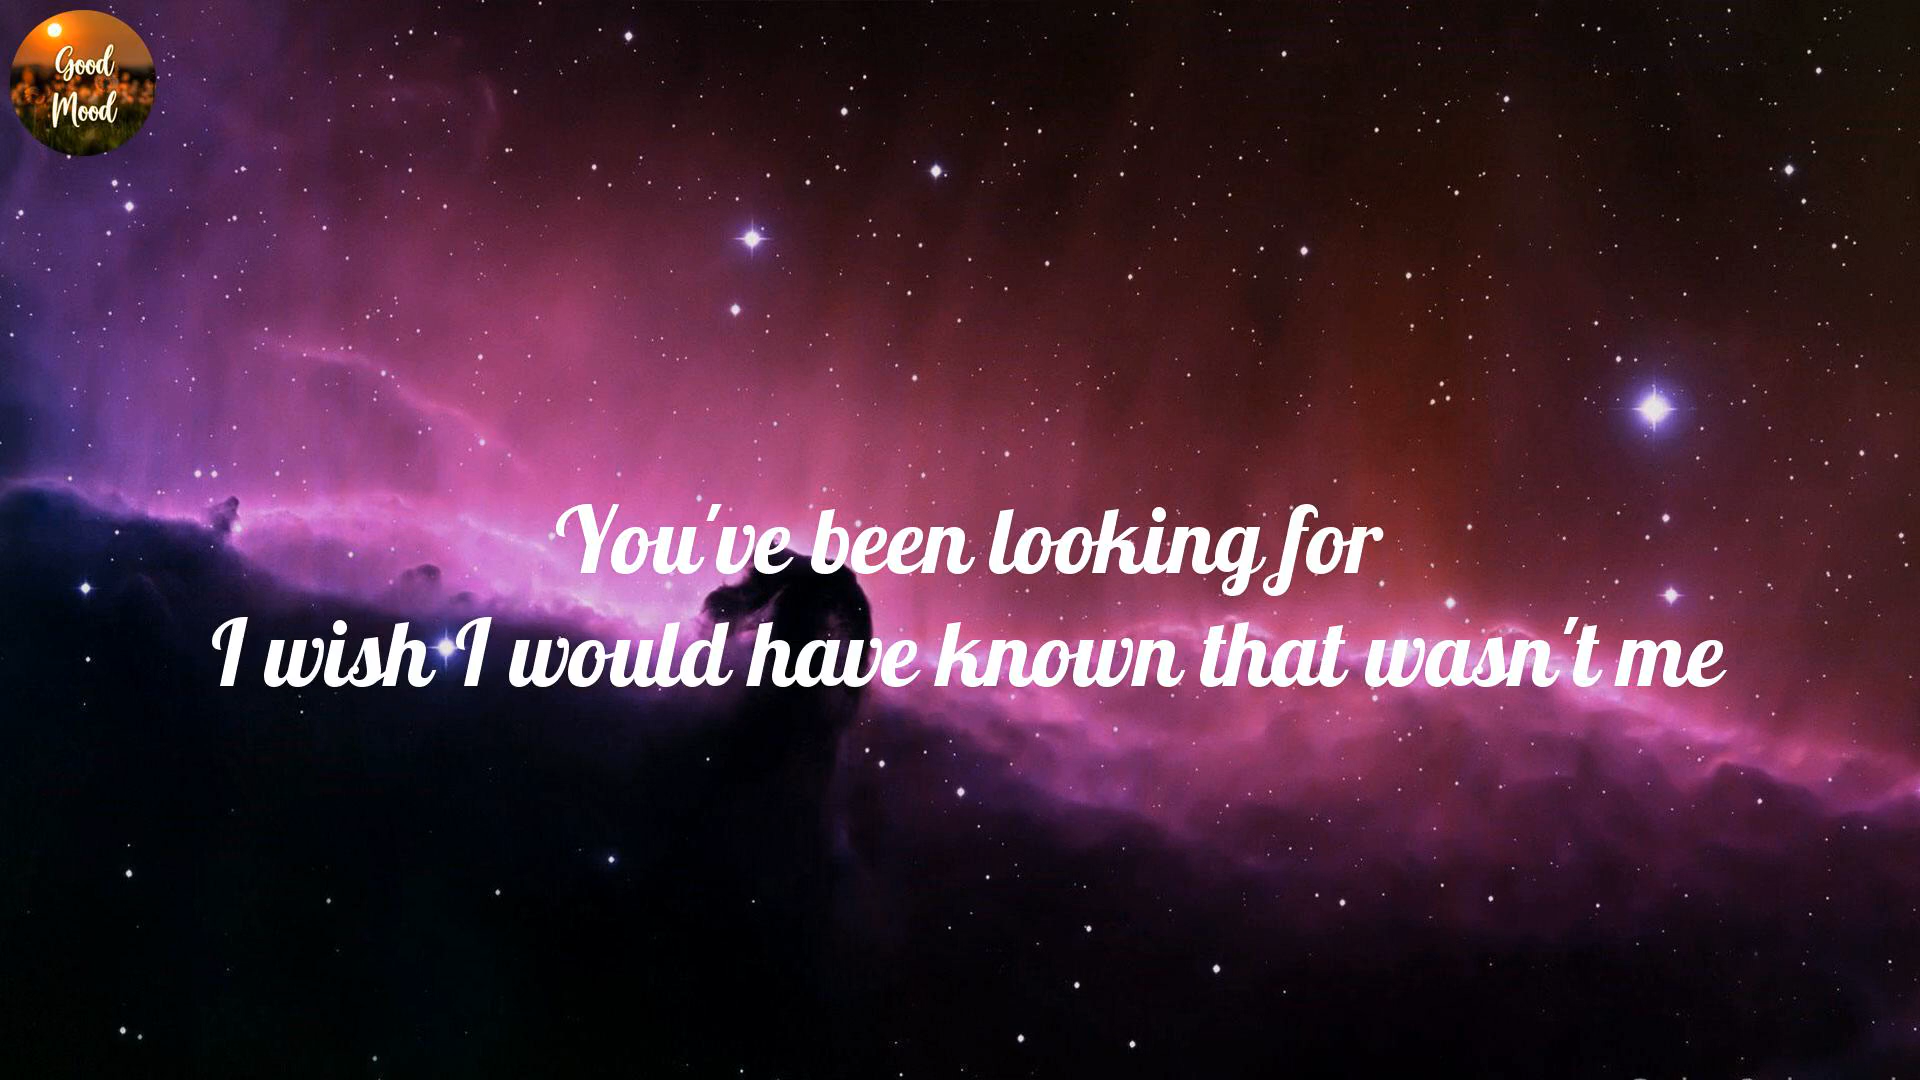 Good
Mood
You've been looking for
I wish I would have known that wasn't me